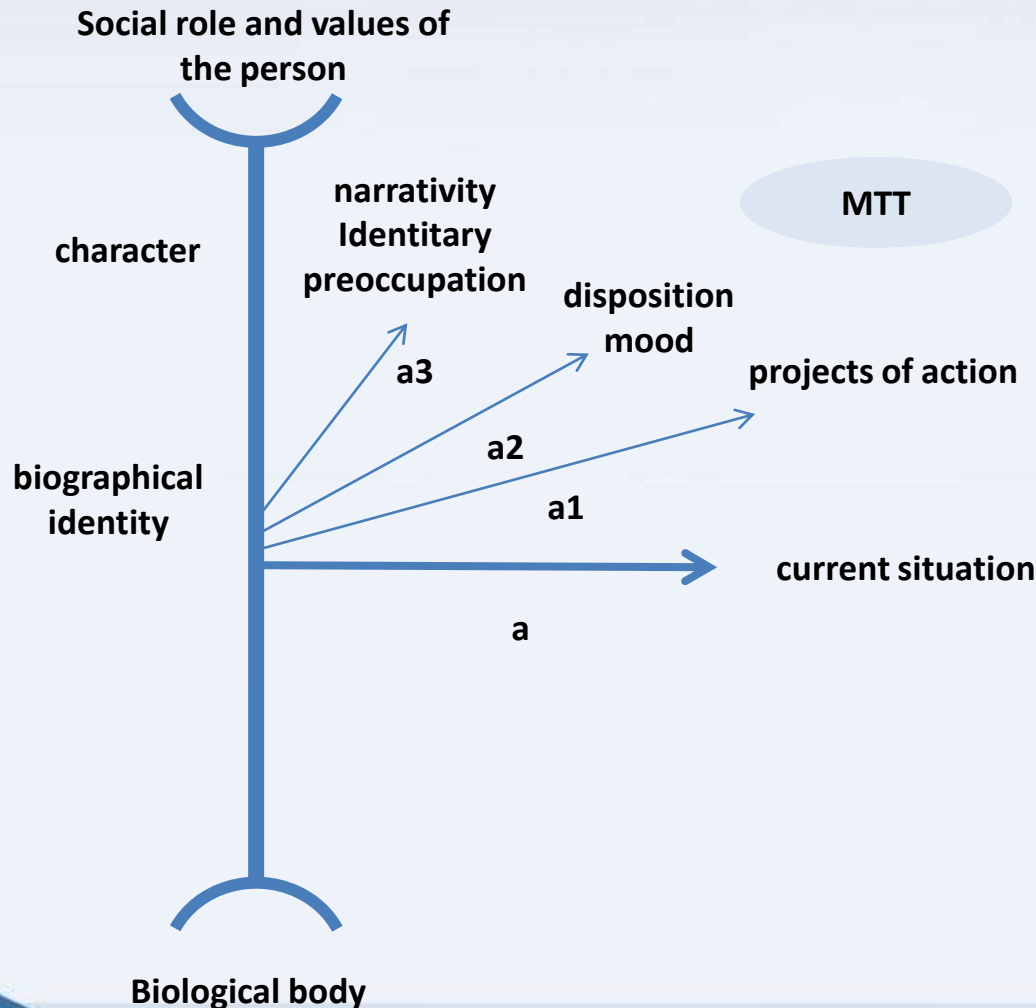 Social role and values of
the person
narrativity
Identitary
preoccupation
MTT
character
disposition
mood
a3
projects of action
a2
biographical
identity
a1
current situation
a
Biological body